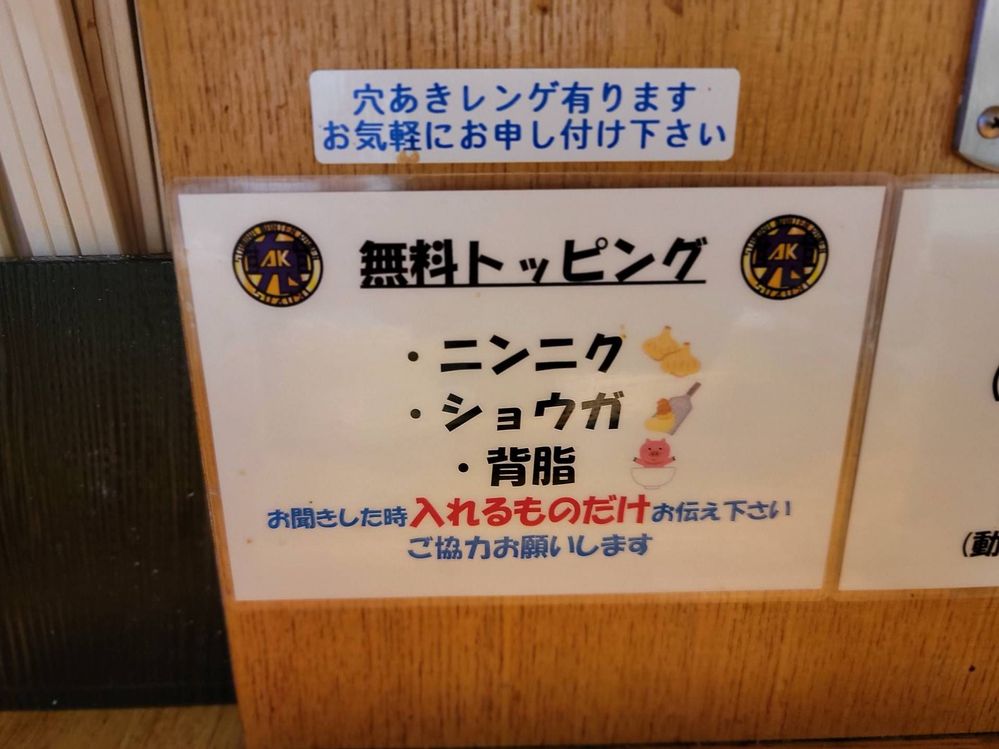 穴あきレンゲ有ります
お気軽にお申し付け下さい
無料トッピング
・ニンニク
・ショウガ
・背脂
お聞きした時入れるものだけお伝え下さい
ご協力お願いします
AK
AK
(動